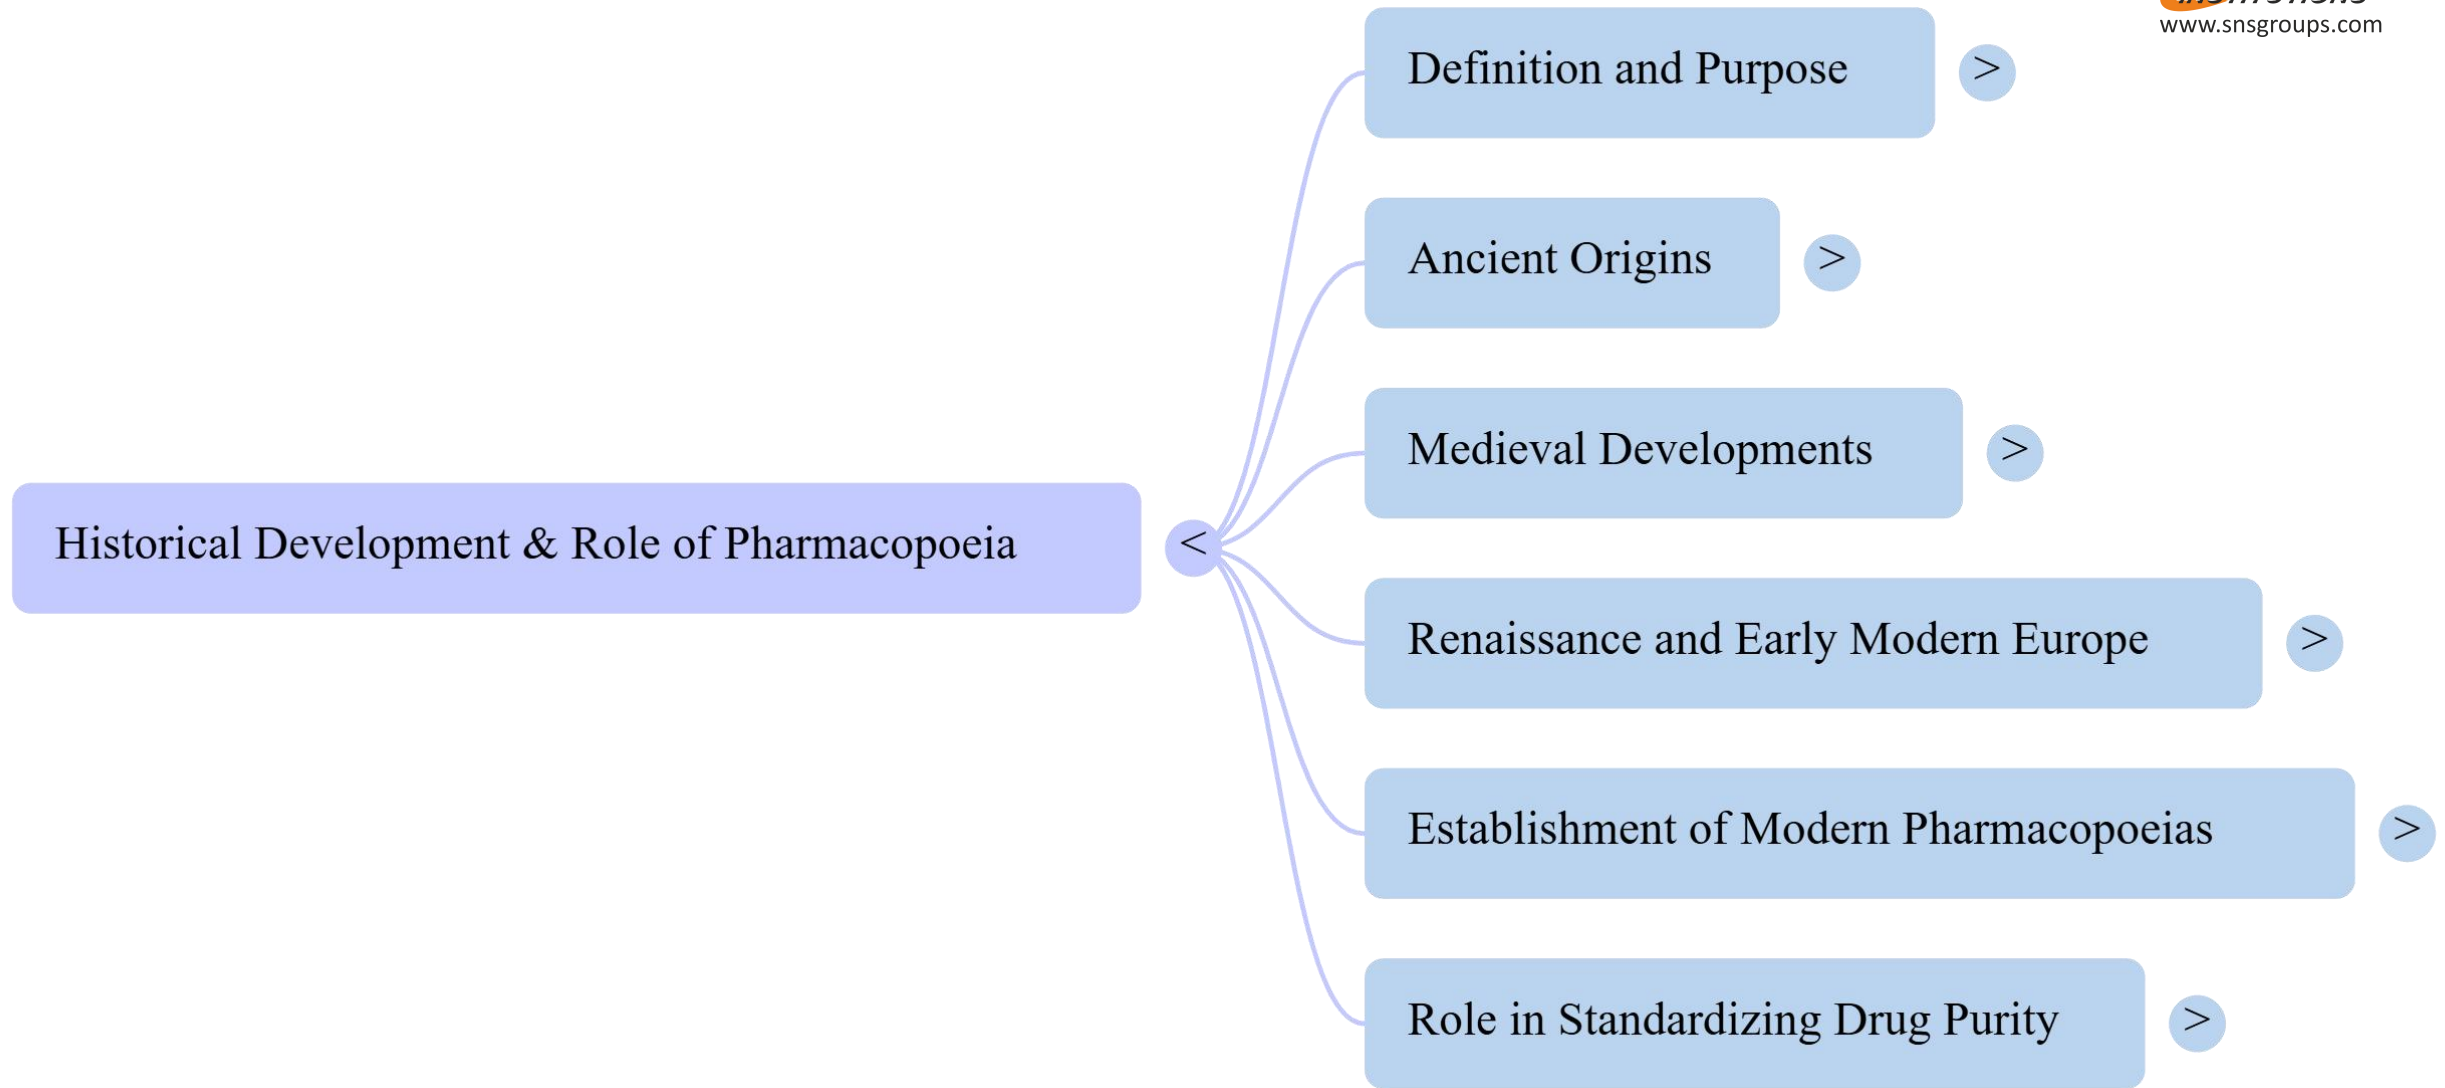 www.snsgroups.com
Definition and Purpose
>
Ancient Origins
>
Medieval Developments
>
Historical Development & Role of Pharmacopoeia
<
Renaissance and Early Modern Europe
>
Establishment of Modern Pharmacopoeias
>
Role in Standardizing Drug Purity
>